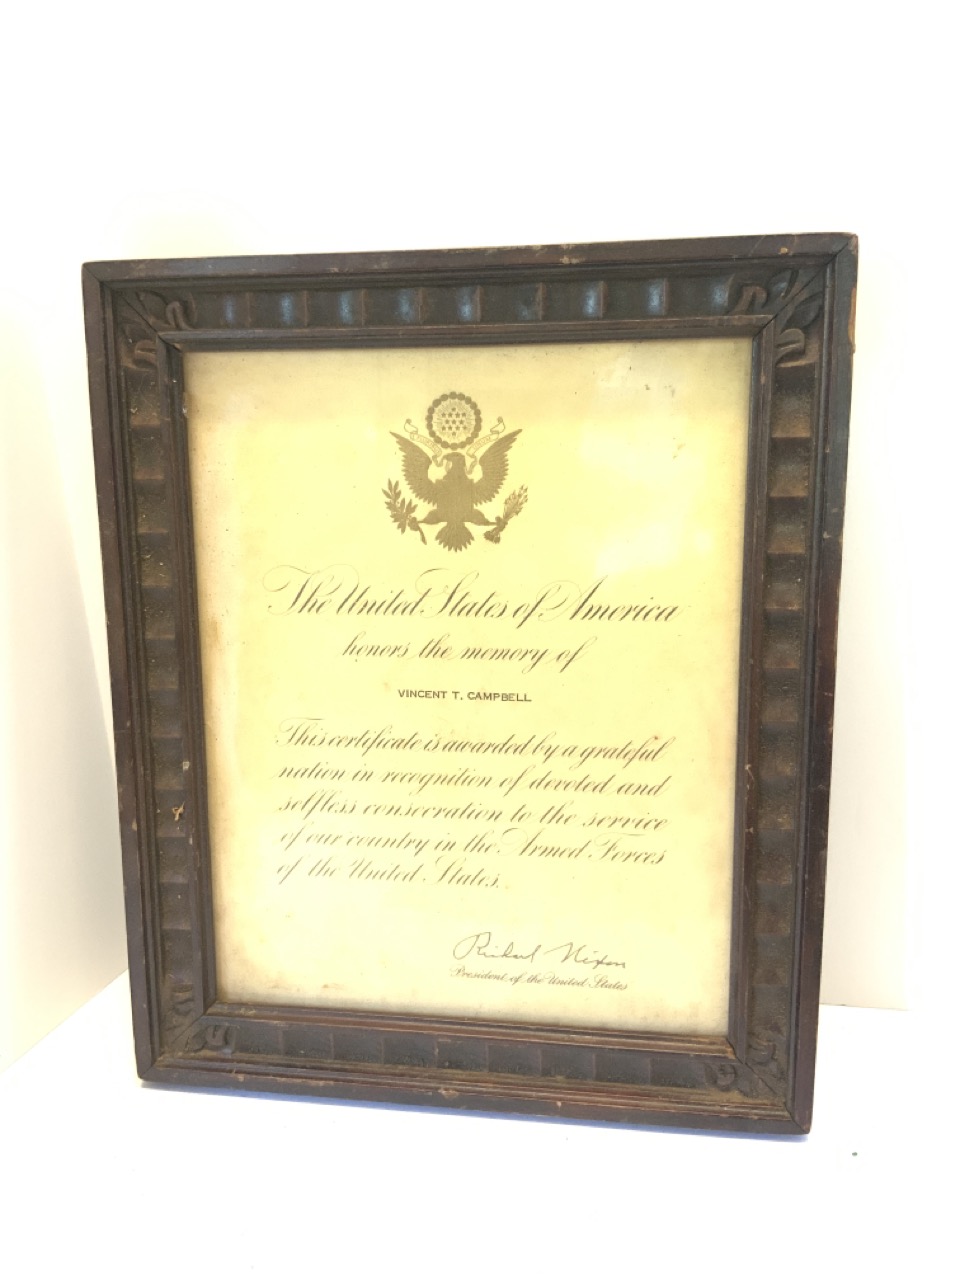 The United States of America
honors the memory of
VINCENT T. CAMPBELL
This certificate is awarded by a grateful
nation in recognition of devoted and
selfless consecration to the service
of our country in the Armed Forces
of the United States.
Richard Nixon
President of the United States